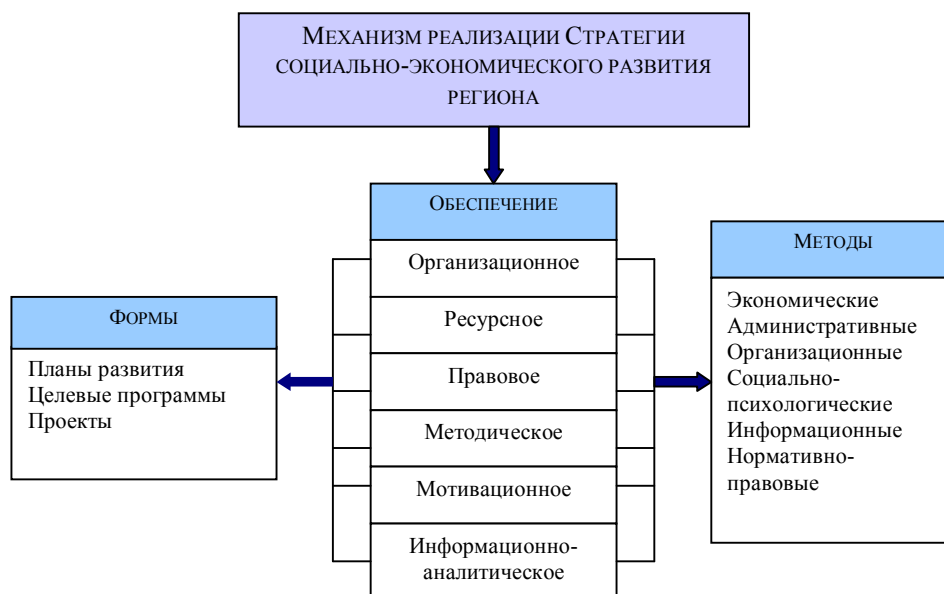 МЕХАНИЗМ РЕАЛИЗАЦИИ СТРАТЕГИИ
СОЦИАЛЬНО-ЭКОНОМИЧЕСКОГО РАЗВИТИЯ
РЕГИОНА
ОБЕСПЕЧЕНИЕ
Организационное
Ресурсное
Правовое
Методическое
Мотивационное
Информационно-
аналитическое
ФОРМЫ
Планы развития
Целевые программы
Проекты
МЕТОДЫ
Экономические
Административные
Организационные
Социально-
психологические
Информационные
Нормативно-
правовые